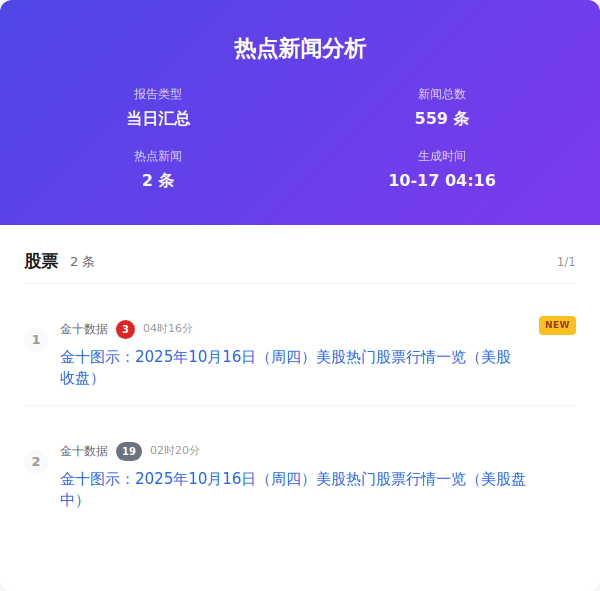 热点新闻分析
报告类型
当日汇总
新闻总数
559 条
热点新闻
2 条
生成时间
10-17 04:16
股票 2 条 1/1
1 金十数据 3 04时16分 NEW
金十图示：2025年10月16日（周四）美股热门股票行情一览（美股
收盘）
2 金十数据 19 02时20分
金十图示：2025年10月16日（周四）美股热门股票行情一览（美股盘
中）